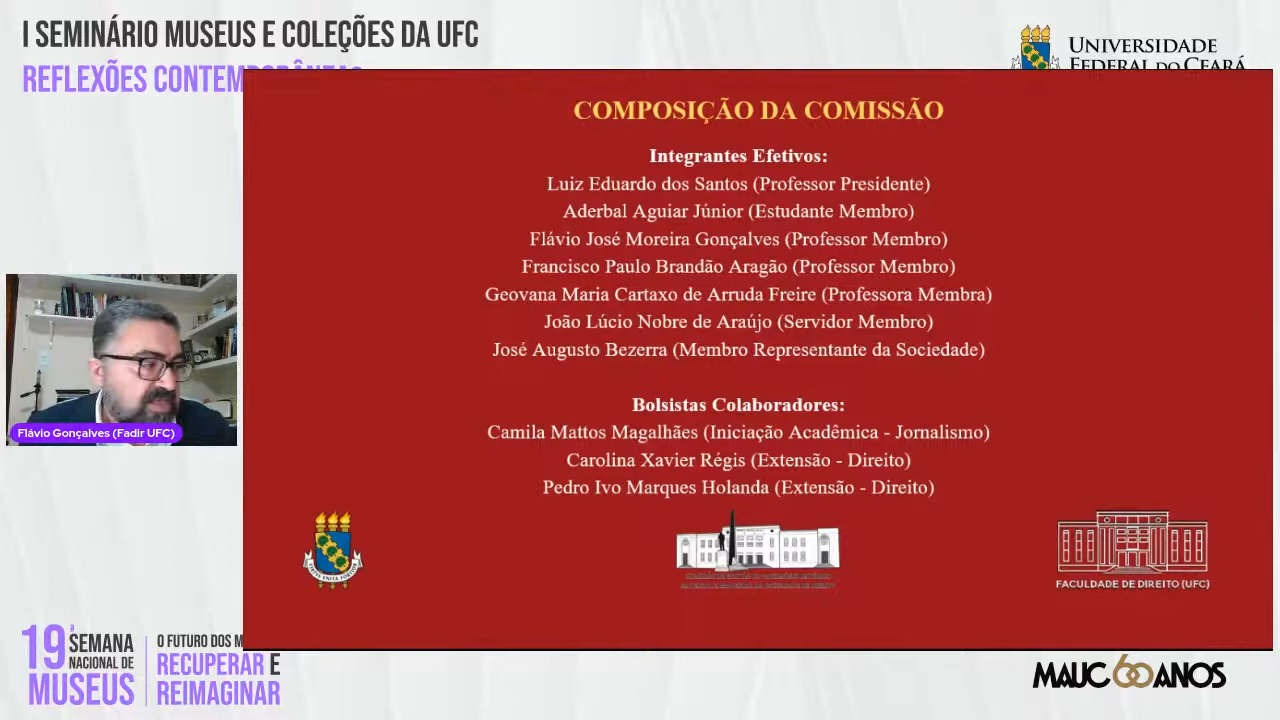 I SEMINÁRIO MUSEUS E COLEÇÕES DA UFC
REFLEXÕES
UNIVERSIDADE
FEDERAL DO CEARÁ
COMPOSIÇÃO DA COMISSÃO
Integrantes Efetivos:
Luiz Eduardo dos Santos (Professor Presidente)
Aderbal Aguiar Júnior (Estudante Membro)
Flávio José Moreira Gonçalves (Professor Membro)
Francisco Paulo Brandão Aragão (Professor Membro)
Geovana Maria Cartaxo de Arruda Freire (Professora Membra)
João Lúcio Nobre de Araújo (Servidor Membro)
José Augusto Bezerra (Membro Representante da Sociedade)
Bolsistas Colaboradores:
Camila Mattos Magalhães (Iniciação Acadêmica - Jornalismo)
Carolina Xavier Régis (Extensão - Direito)
Pedro Ivo Marques Holanda (Extensão - Direito)
Flávio Gonçalves (Fadir UFC)
FACULDADE DE DIREITO (UFC)
19ª SEMANA
NACIONAL DE
MUSEUS
O FUTURO DOS M
RECUPERAR E
REIMAGINAR
MAUC 60 ANOS